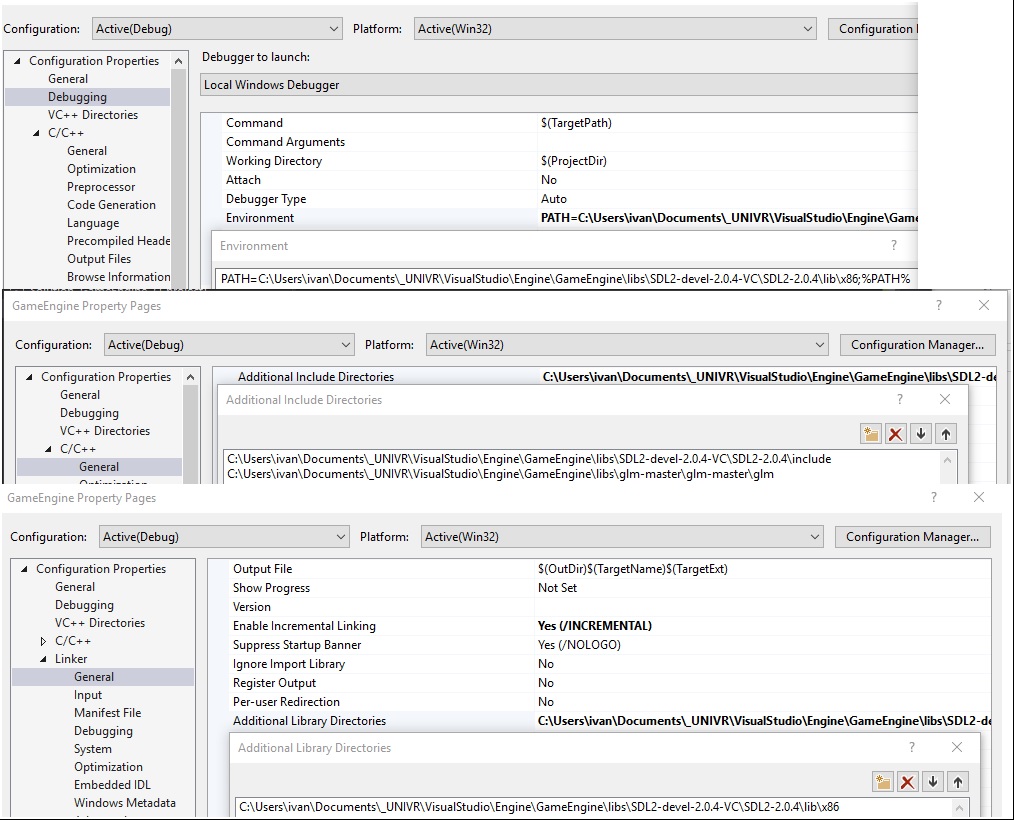 Configuration: Active(Debug) Platform: Active(Win32) Configuration
Configuration Properties
General
Debugging
VC++ Directories
C/C++
General
Optimization
Preprocessor
Code Generation
Language
Precompiled Heade
Output Files
Browse Information
Debugger to launch:
Local Windows Debugger
Command $(TargetPath)
Command Arguments
Working Directory $(ProjectDir)
Attach No
Debugger Type Auto
Environment PATH=C:\Users\ivan\Documents\_UNIVR\VisualStudio\Engine\Game
Environment ?
PATH=C:\Users\ivan\Documents\_UNIVR\VisualStudio\Engine\GameEngine\libs\SDL2-devel-2.0.4-VC\SDL2-2.0.4\lib\x86;%PATH%
GameEngine Property Pages ?
Configuration: Active(Debug) Platform: Active(Win32) Configuration Manager...
Configuration Properties
General
Debugging
VC++ Directories
C/C++
General
Additional Include Directories C:\Users\ivan\Documents\_UNIVR\VisualStudio\Engine\GameEngine\libs\SDL2-de
Additional Include Directories ?
C:\Users\ivan\Documents\_UNIVR\VisualStudio\Engine\GameEngine\libs\SDL2-devel-2.0.4-VC\SDL2-2.0.4\include
C:\Users\ivan\Documents\_UNIVR\VisualStudio\Engine\GameEngine\libs\glm-master\glm-master\glm
GameEngine Property Pages ?
Configuration: Active(Debug) Platform: Active(Win32) Configuration Manager...
Configuration Properties
General
Debugging
VC++ Directories
C/C++
Linker
General
Input
Manifest File
Debugging
System
Optimization
Embedded IDL
Windows Metadata
Output File $(OutDir)$(TargetName)$(TargetExt)
Show Progress Not Set
Version
Enable Incremental Linking Yes (/INCREMENTAL)
Suppress Startup Banner Yes (/NOLOGO)
Ignore Import Library No
Register Output No
Per-user Redirection No
Additional Library Directories C:\Users\ivan\Documents\_UNIVR\VisualStudio\Engine\GameEngine\libs\SDL2-de
Additional Library Directories ?
C:\Users\ivan\Documents\_UNIVR\VisualStudio\Engine\GameEngine\libs\SDL2-devel-2.0.4-VC\SDL2-2.0.4\lib\x86